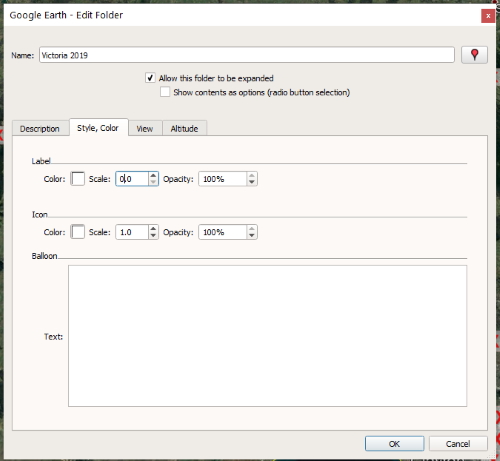 Google Earth - Edit Folder
x
Name: Victoria 2019
Allow this folder to be expanded
Show contents as options (radio button selection)
Description Style, Color View Altitude
Label
Color: Scale: 0.0 Opacity: 100%
Icon
Color: Scale: 1.0 Opacity: 100%
Balloon
Text:
OK Cancel